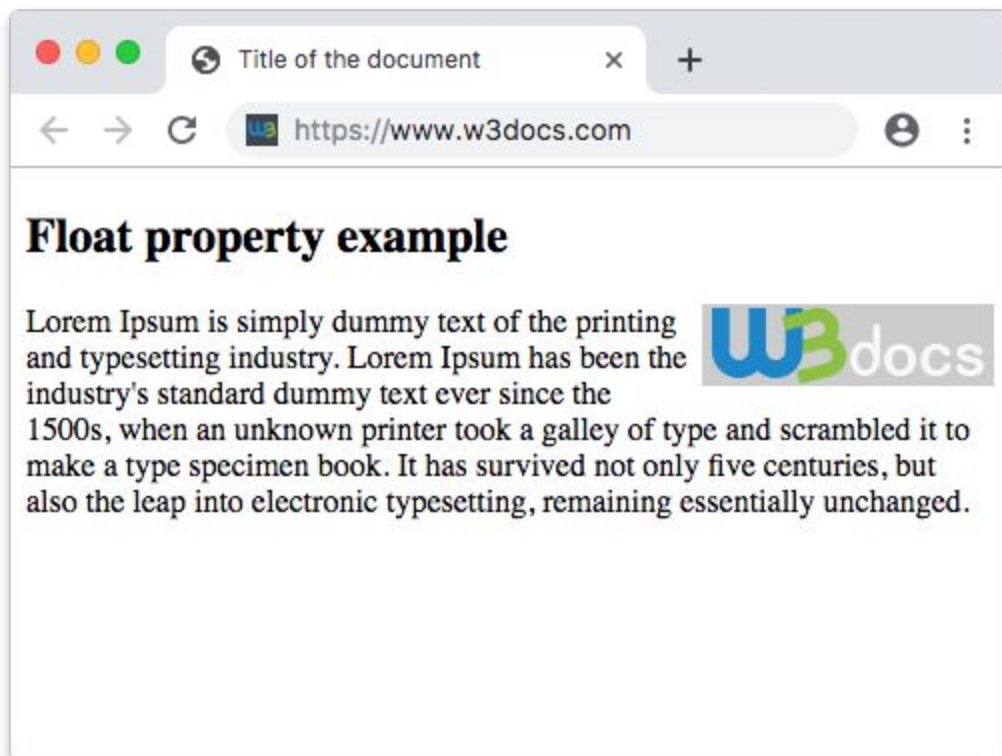 Title of the document
W3 https://www.w3docs.com
Float property example
Lorem Ipsum is simply dummy text of the printing
and typesetting industry. Lorem Ipsum has been the
industry's standard dummy text ever since the
W3docs
1500s, when an unknown printer took a galley of type and scrambled it to
make a type specimen book. It has survived not only five centuries, but
also the leap into electronic typesetting, remaining essentially unchanged.